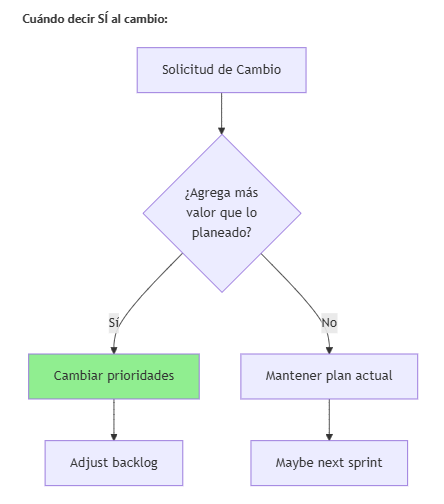 Cuándo decir SÍ al cambio:
Solicitud de Cambio
¿Agrega más
valor que lo
planeado?
Sí
No
Cambiar prioridades
Mantener plan actual
Adjust backlog
Maybe next sprint